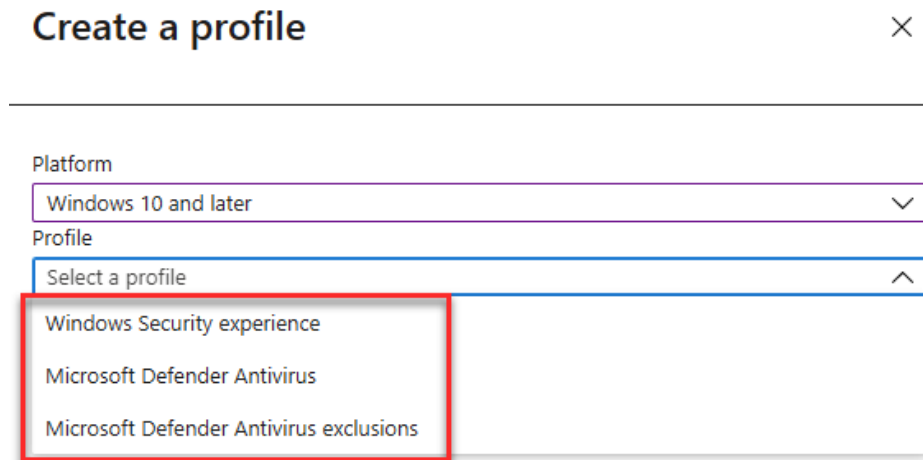 Create a profile
Platform
Windows 10 and later
Profile
Select a profile
Windows Security experience
Microsoft Defender Antivirus
Microsoft Defender Antivirus exclusions